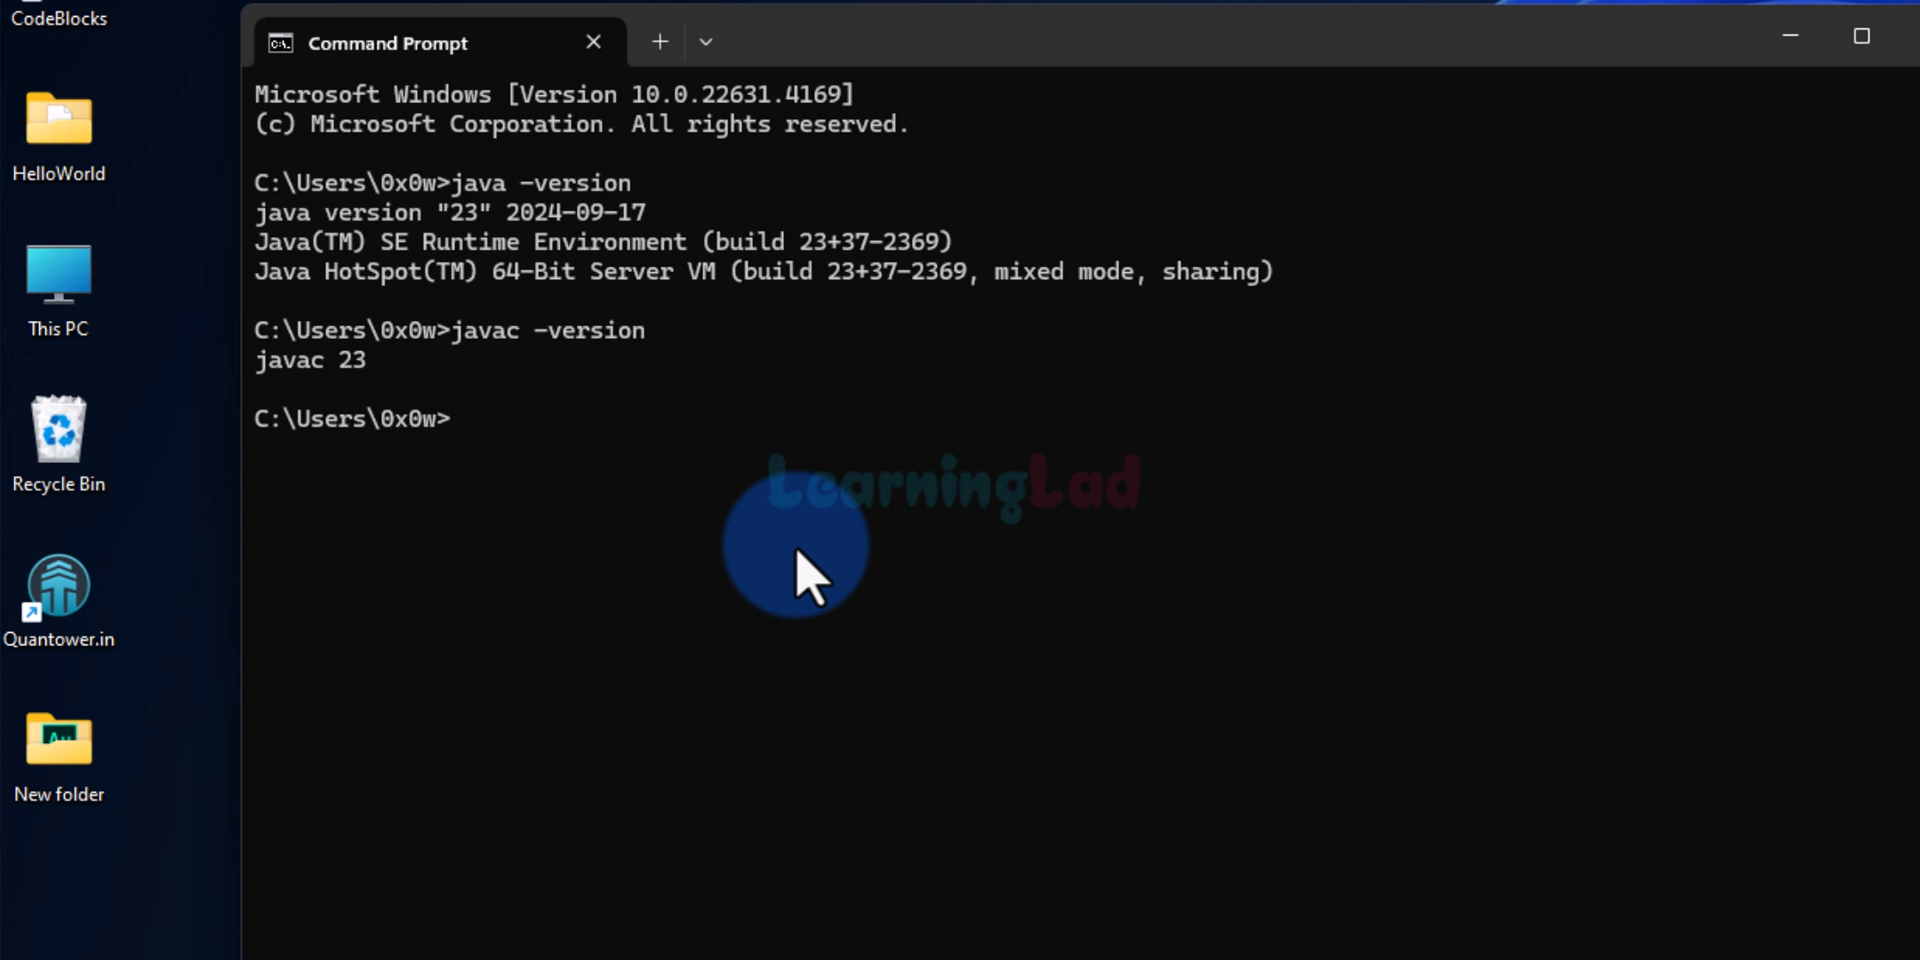 CodeBlocks
HelloWorld
This PC
Recycle Bin
Quantower.in
Au
New folder
Command Prompt
Microsoft Windows [Version 10.0.22631.4169]
(c) Microsoft Corporation. All rights reserved.
C:\Users\0x0w>java -version
java version "23" 2024-09-17
Java(TM) SE Runtime Environment (build 23+37-2369)
Java HotSpot(TM) 64-Bit Server VM (build 23+37-2369, mixed mode, sharing)
C:\Users\0x0w>javac -version
javac 23
C:\Users\0x0w>
LearningLad